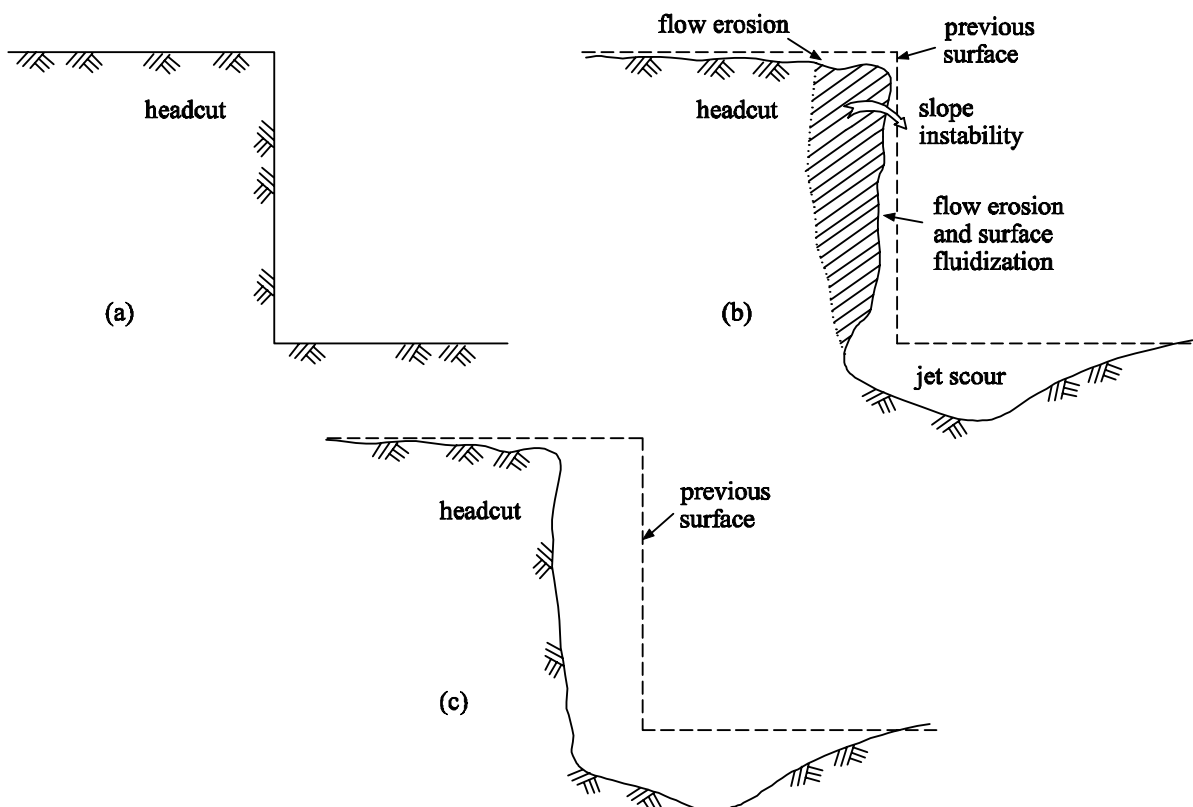 headcut
(a)
flow erosion
previous
surface
headcut
slope
instability
flow erosion
and surface
fluidization
(b)
jet scour
headcut
previous
surface
(c)